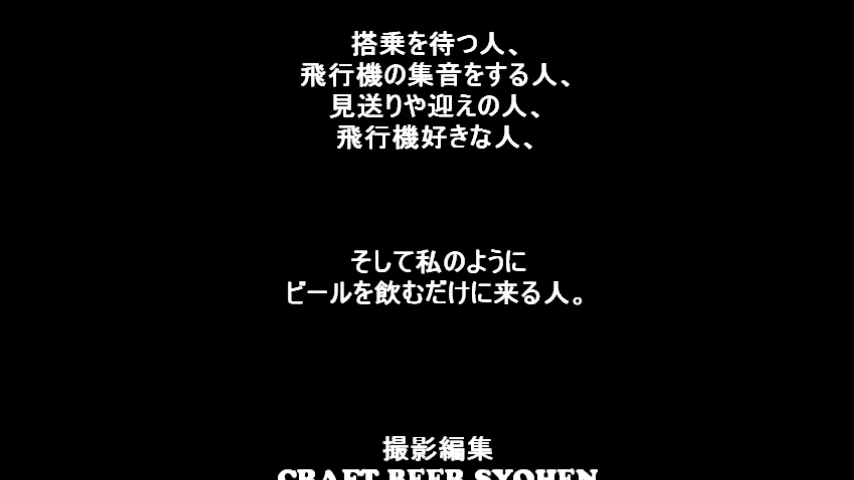 搭乗を待つ人、
飛行機の集音をする人、
見送りや迎えの人、
飛行機好きな人、
そして私のように
ビールを飲むだけに来る人。
撮影編集
CRAFT BEER SYOHEN